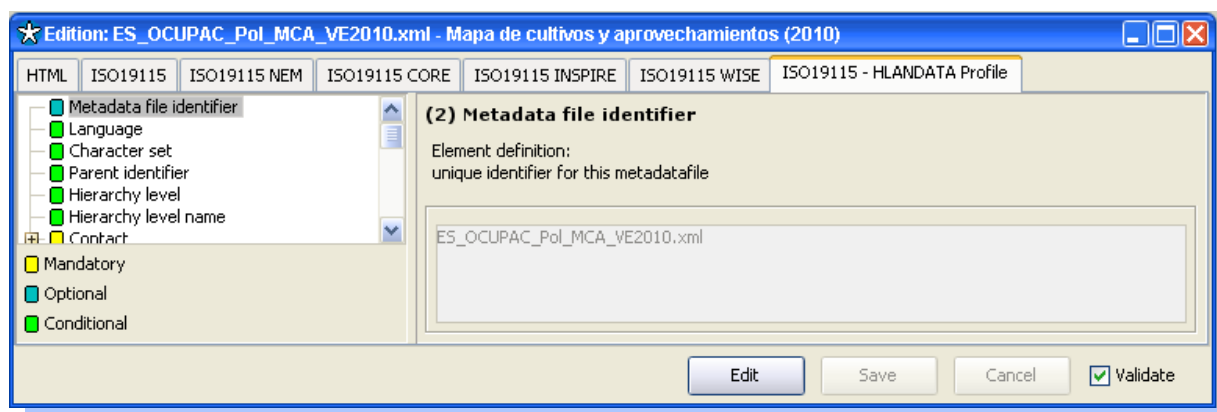 Edition: ES_OCUPAC_Pol_MCA_VE2010.xml - Mapa de cultivos y aprovechamientos (2010)
HTML ISO19115 ISO19115 NEM ISO19115 CORE ISO19115 INSPIRE ISO19115 WISE ISO19115 - HLANDATA Profile
Metadata file identifier
Language
Character set
Parent identifier
Hierarchy level
Hierarchy level name
Contact
Mandatory
Optional
Conditional
(2) Metadata file identifier
Element definition:
unique identifier for this metadatafile
ES_OCUPAC_Pol_MCA_VE2010.xml
Edit Save Cancel Validate